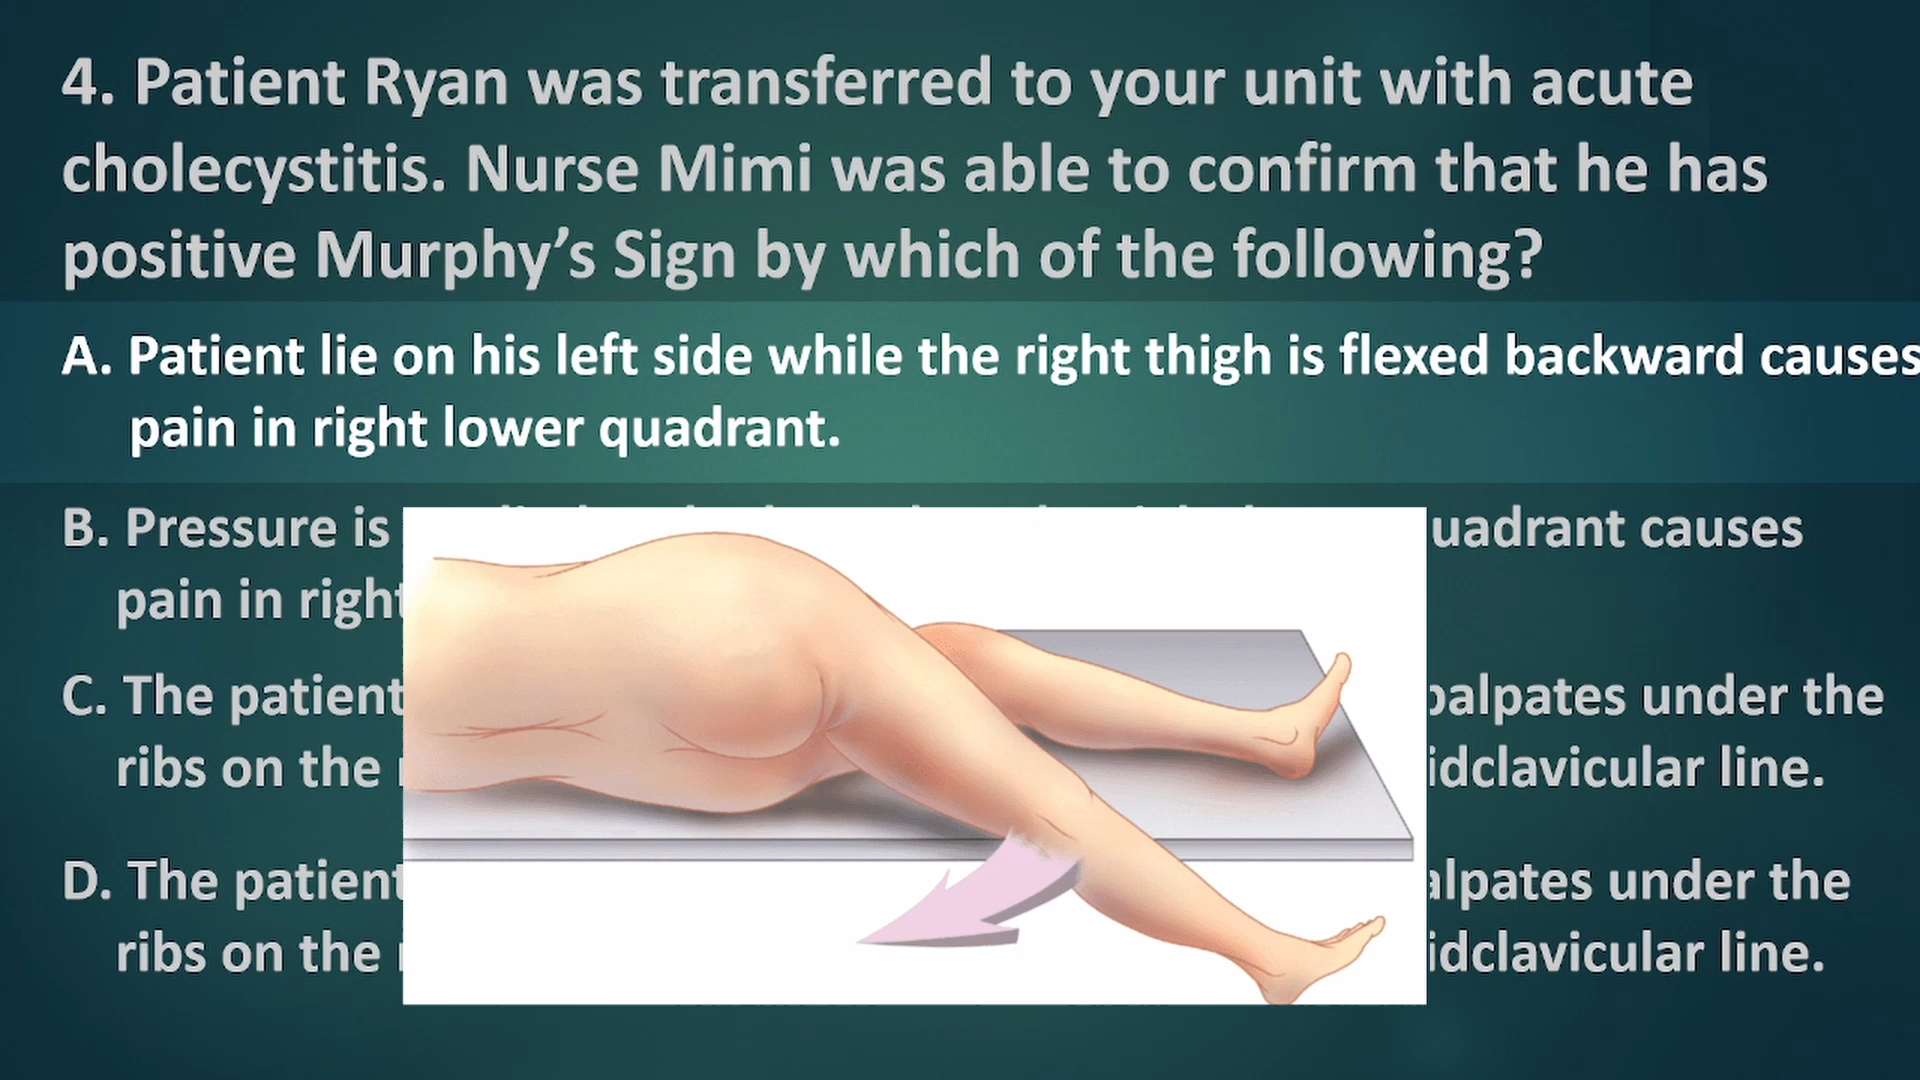 4. Patient Ryan was transferred to your unit with acute
cholecystitis. Nurse Mimi was able to confirm that he has
positive Murphy’s Sign by which of the following?
A. Patient lie on his left side while the right thigh is flexed backward causes
pain in right lower quadrant.
B. Pressure is uadrant causes
pain in right
C. The patient palpates under the
ribs on the idclavicular line.
D. The patient alpates under the
ribs on the idclavicular line.